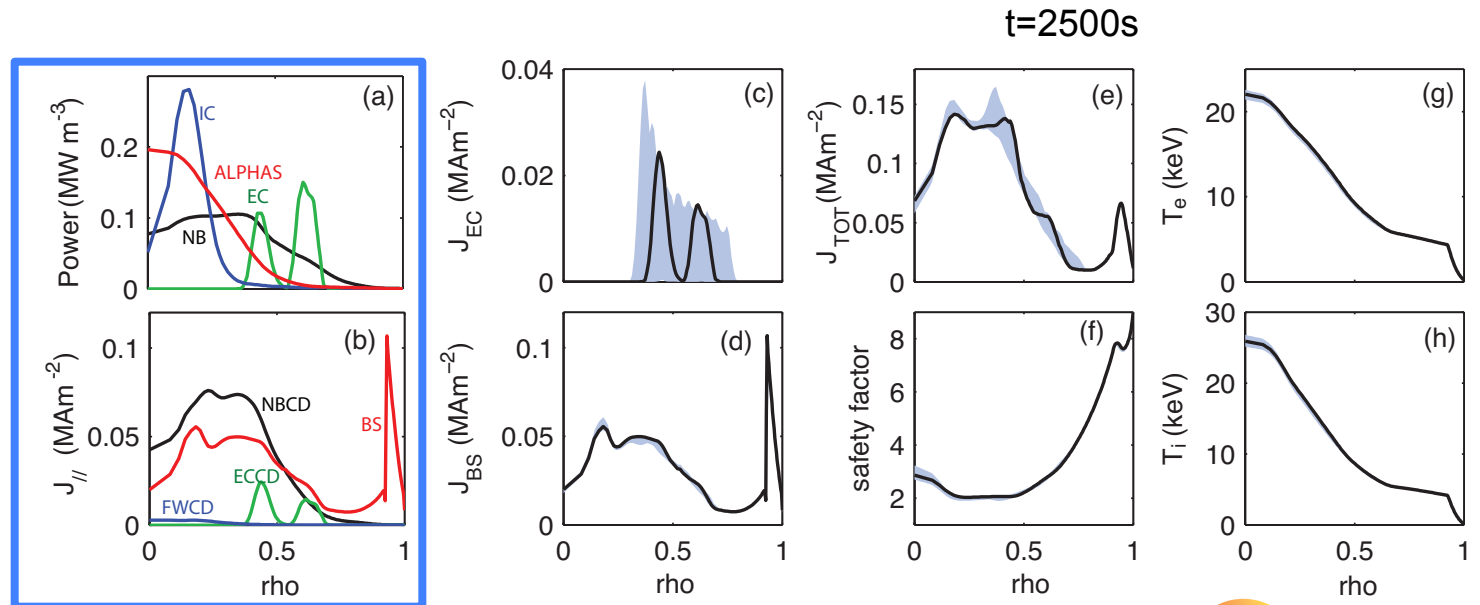 t=2500s
Power (MW m⁻³)
0.2
0.1
0
(a)
IC
ALPHAS
EC
NB
J// (MAm⁻²)
0.1
0.05
0
(b)
NBCD
BS
ECCD
FWCD
0 0.5 1
rho
J_EC (MAm⁻²)
0.04
0.02
0
(c)
J_BS (MAm⁻²)
0.1
0.05
0
(d)
0 0.5 1
rho
J_TOT (MAm⁻²)
0.15
0.1
0.05
0
(e)
safety factor
8
6
4
2
(f)
0 0.5 1
rho
T_e (keV)
20
10
0
(g)
T_i (keV)
30
20
10
0
(h)
0 0.5 1
rho